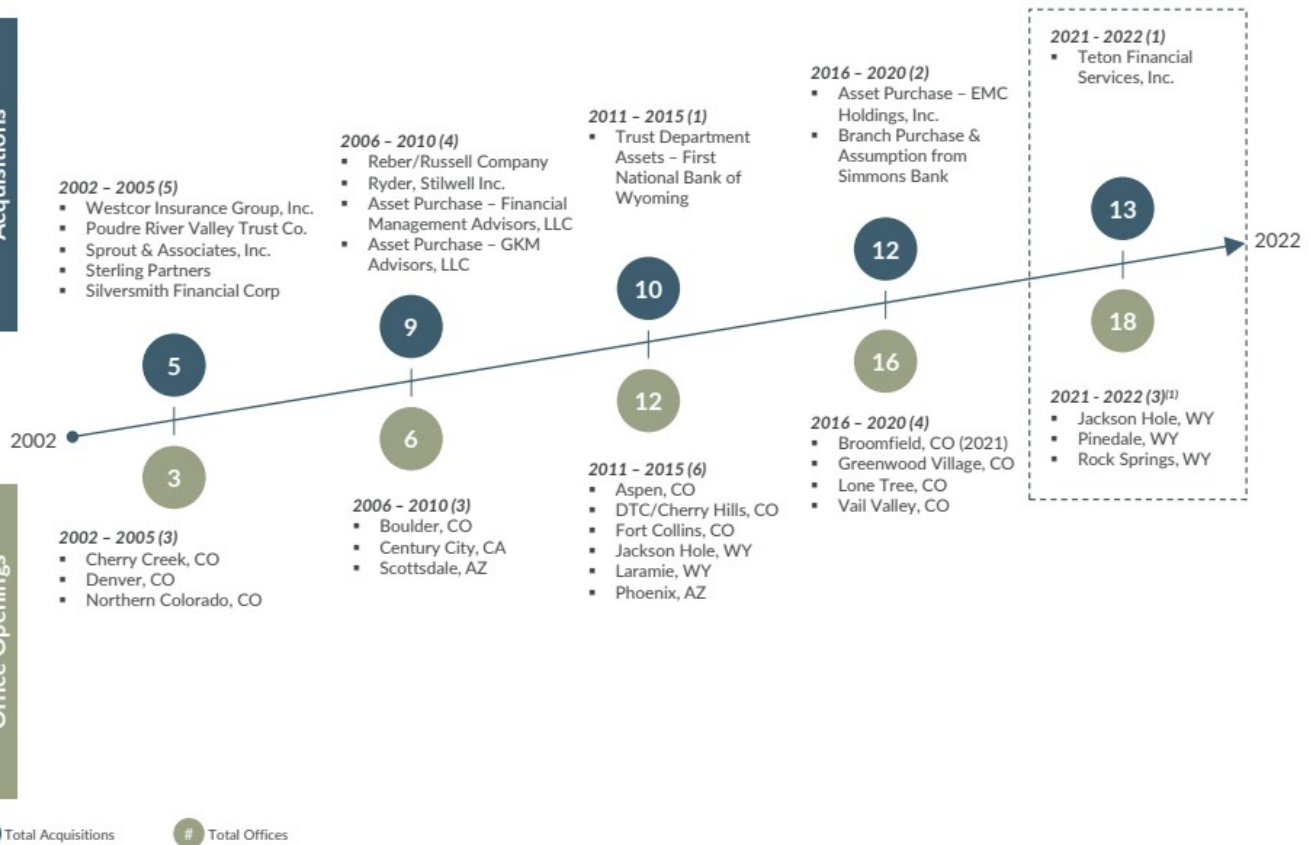 Acquisitions
2002 – 2005 (5)
▪ Westcor Insurance Group, Inc.
▪ Poudre River Valley Trust Co.
▪ Sprout & Associates, Inc.
▪ Sterling Partners
▪ Silversmith Financial Corp
2006 – 2010 (4)
▪ Reber/Russell Company
▪ Ryder, Stilwell Inc.
▪ Asset Purchase – Financial
Management Advisors, LLC
▪ Asset Purchase – GKM
Advisors, LLC
2011 – 2015 (1)
▪ Trust Department
Assets – First
National Bank of
Wyoming
2016 – 2020 (2)
▪ Asset Purchase – EMC
Holdings, Inc.
▪ Branch Purchase &
Assumption from
Simmons Bank
2021 - 2022 (1)
▪ Teton Financial
Services, Inc.
5
9
10
12
13
2002
2022
3
6
12
16
18
Office Openings
2002 – 2005 (3)
▪ Cherry Creek, CO
▪ Denver, CO
▪ Northern Colorado, CO
2006 – 2010 (3)
▪ Boulder, CO
▪ Century City, CA
▪ Scottsdale, AZ
2011 – 2015 (6)
▪ Aspen, CO
▪ DTC/Cherry Hills, CO
▪ Fort Collins, CO
▪ Jackson Hole, WY
▪ Laramie, WY
▪ Phoenix, AZ
2016 – 2020 (4)
▪ Broomfield, CO (2021)
▪ Greenwood Village, CO
▪ Lone Tree, CO
▪ Vail Valley, CO
2021 - 2022 (3)(1)
▪ Jackson Hole, WY
▪ Pinedale, WY
▪ Rock Springs, WY
Total Acquisitions
# Total Offices